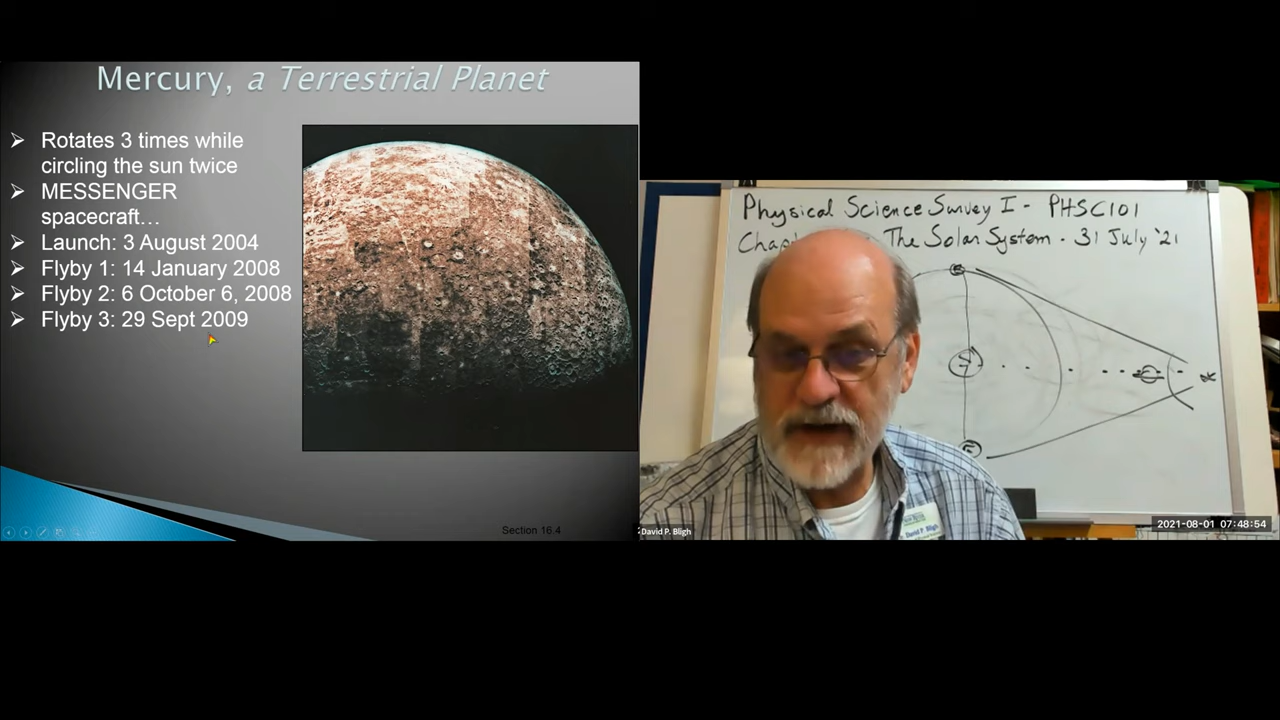 Mercury, a Terrestrial Planet
Rotates 3 times while
circling the sun twice
MESSENGER
spacecraft…
Launch: 3 August 2004
Flyby 1: 14 January 2008
Flyby 2: 6 October 6, 2008
Flyby 3: 29 Sept 2009
Section 16.4
Physical Science Survey I - PHSC101
The Solar System - 31 July '21
David P. Bligh
2021-08-01 07:48:54
David P. Bligh